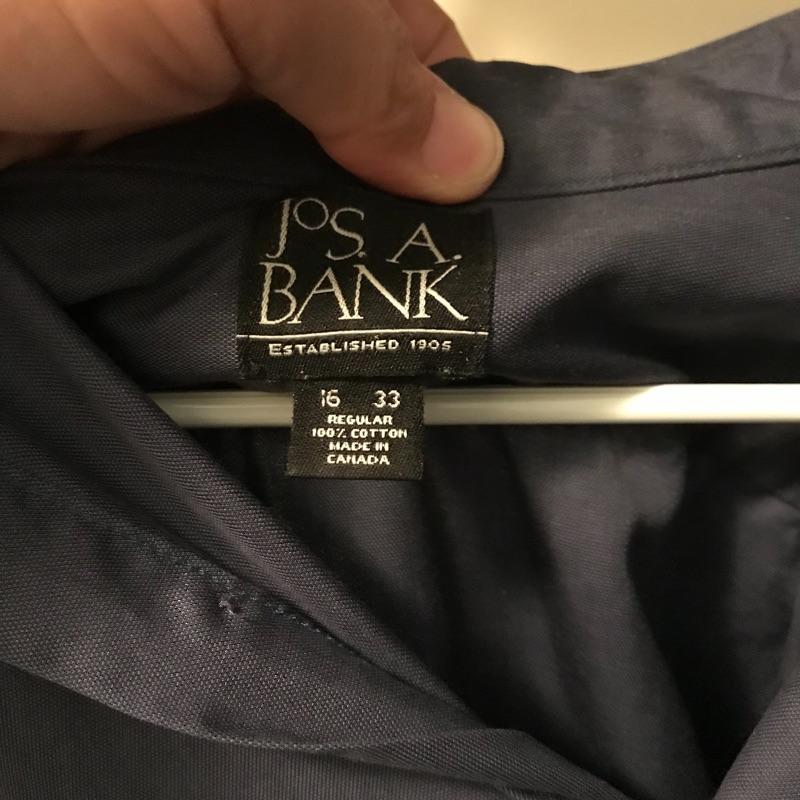 JOS. A.
BANK
ESTABLISHED 1905
16 33
REGULAR
100% COTTON
MADE IN
CANADA